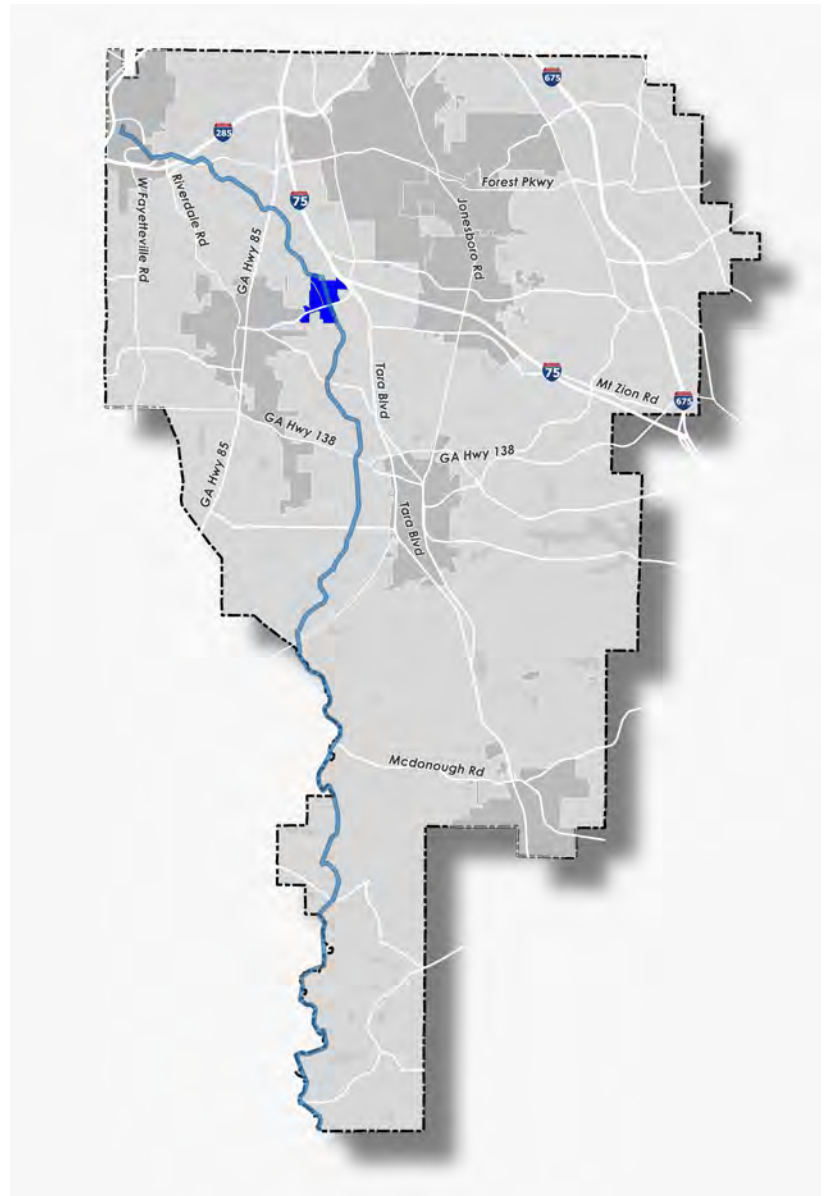 675
285
Forest Pkwy
W Fayetteville Rd
Riverdale Rd
75
GA Hwy 85
Jonesboro Rd
Tara Blvd
75
Mt Zion Rd
675
GA Hwy 138
GA Hwy 138
GA Hwy 85
Tara Blvd
Mcdonough Rd